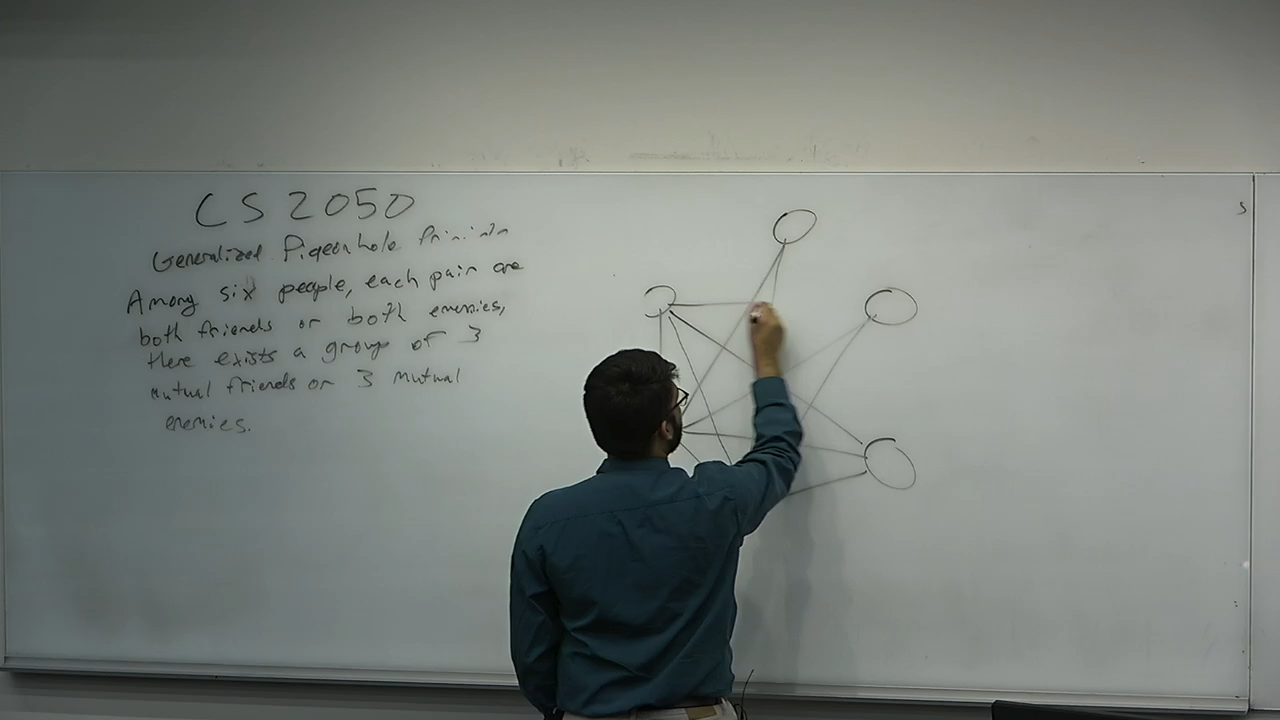 CS 2050
Generalized Pigeonhole
Among six people, each pair are
both friends or both enemies,
there exists a group of 3
mutual friends or 3 mutual
enemies.